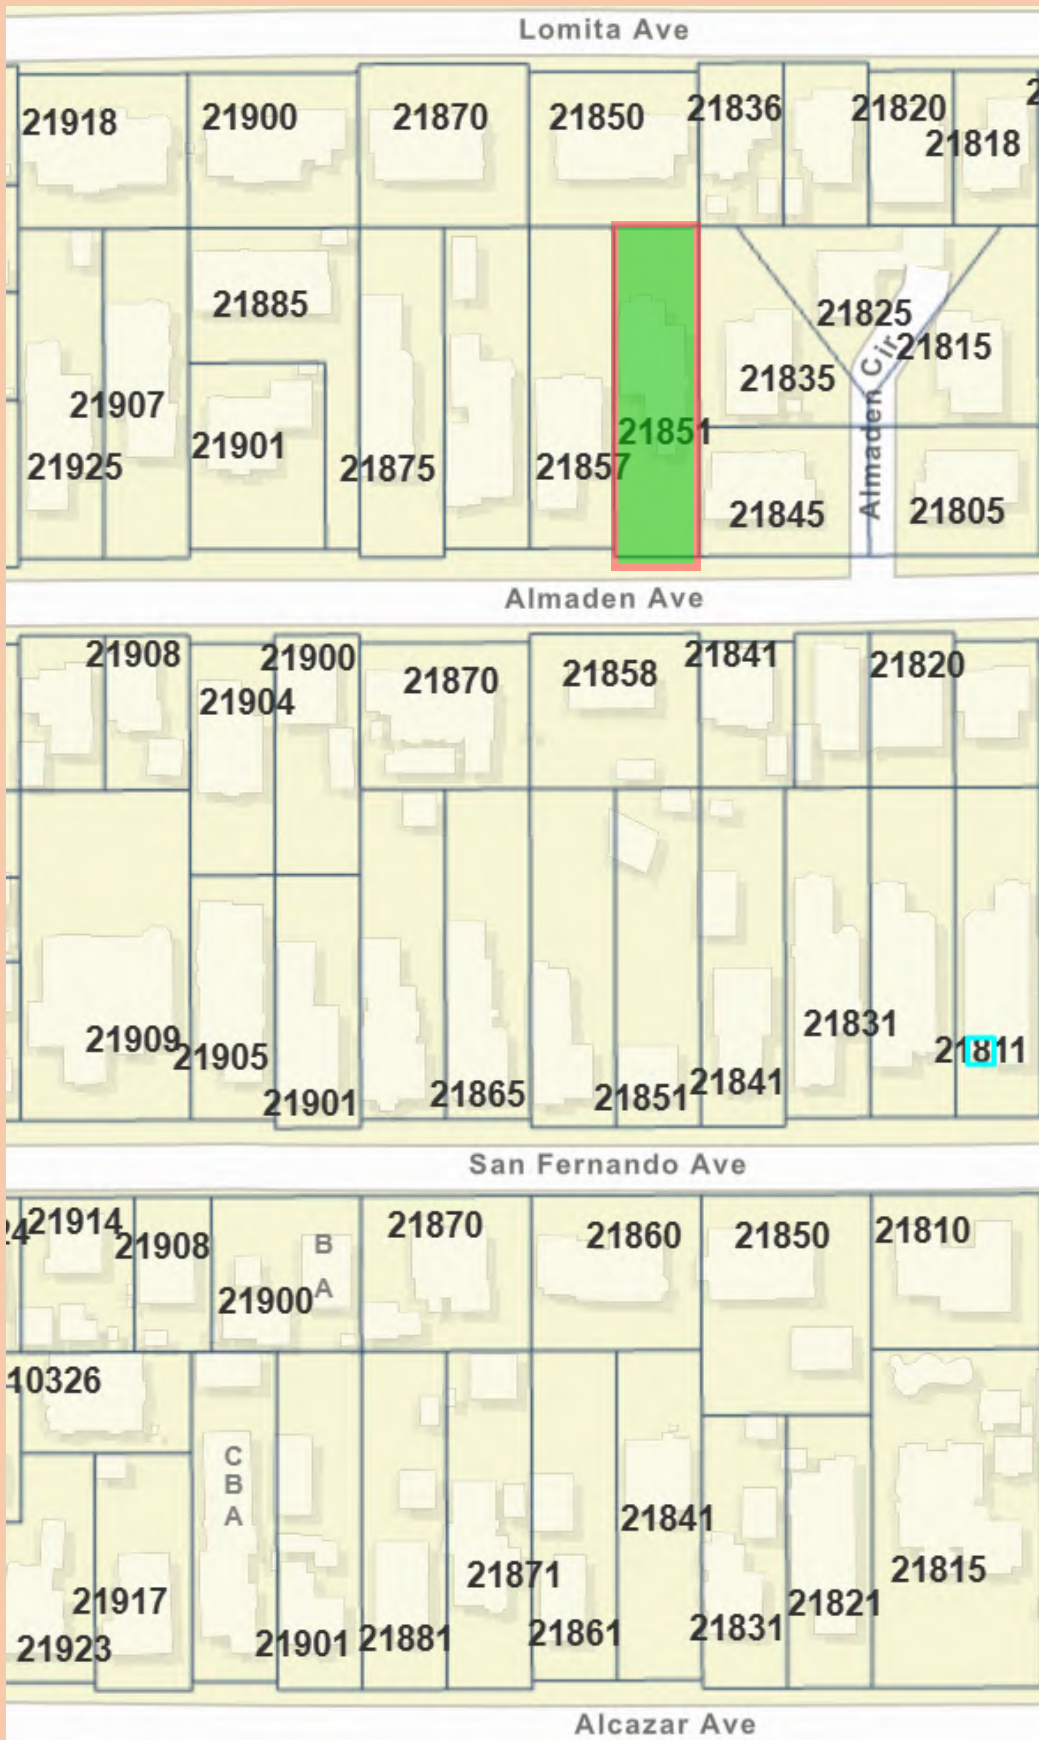 Lomita Ave
2
21918 21900 21870 21850 21836 21820
21818
21885
21825
21815
21835
21907
21851
21901
21925 21875 21857
21845 21805
Almaden Cir
Almaden Ave
21908 21900 21841
21904 21870 21858 21820
21831
21909 21905 21811
21901 21865 21851 21841
San Fernando Ave
24 21914 21908 21870 21860 21850 21810
B
A
21900
10326
C
B
A
21841
21871 21815
21917 21821
21923 21901 21881 21861 21831
Alcazar Ave